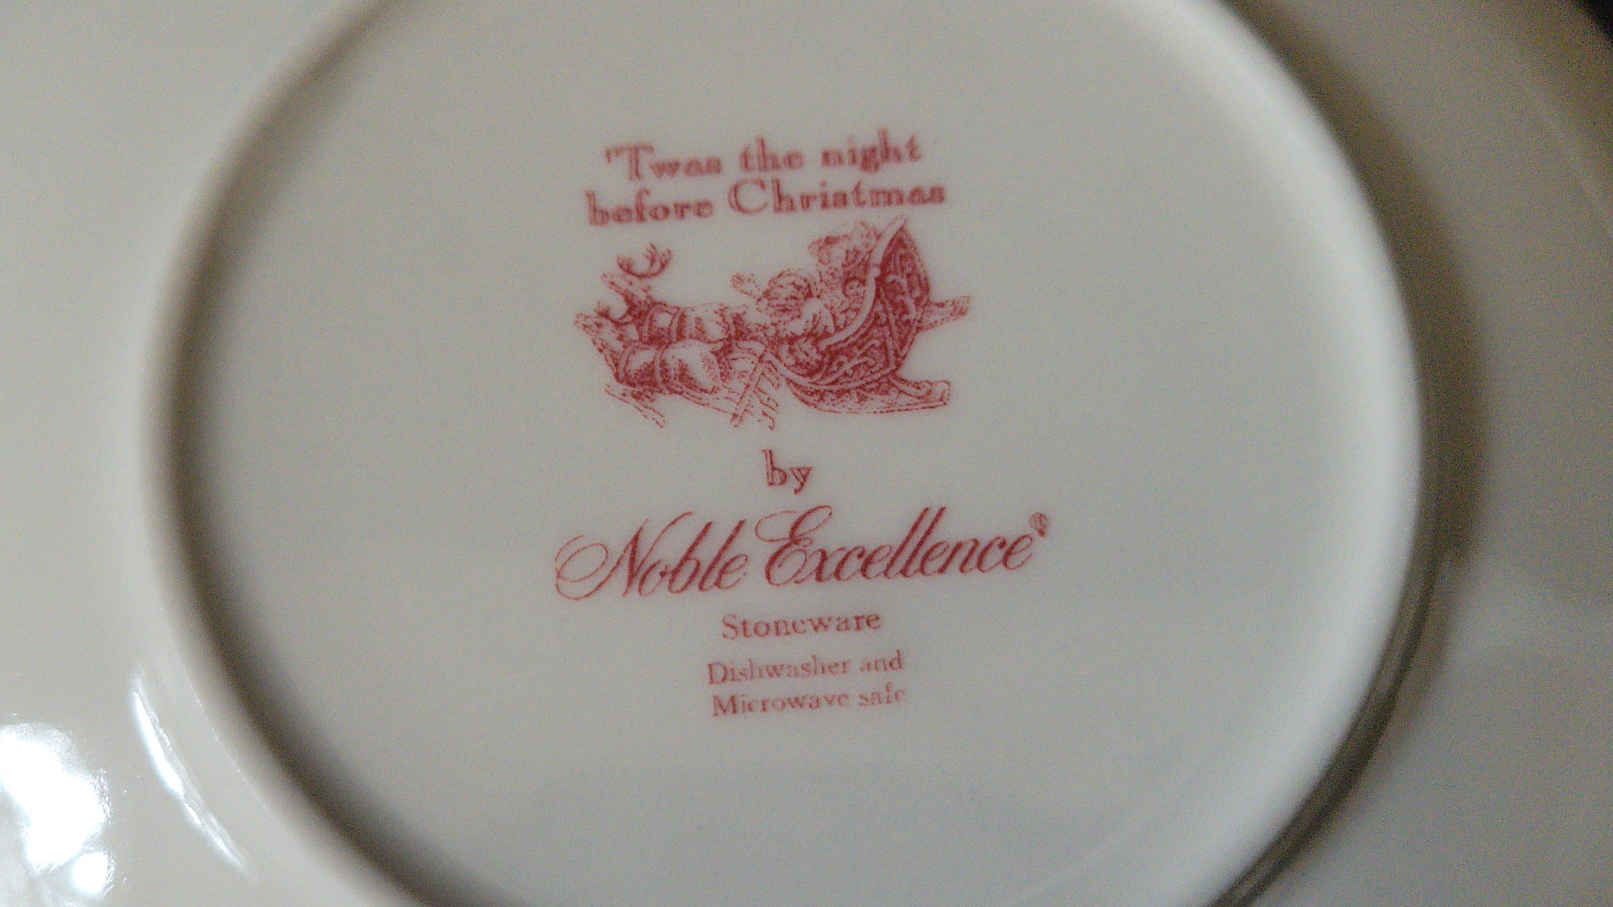 'Twas the night
before Christmas
by
Noble Excellence®
Stoneware
Dishwasher and
Microwave safe